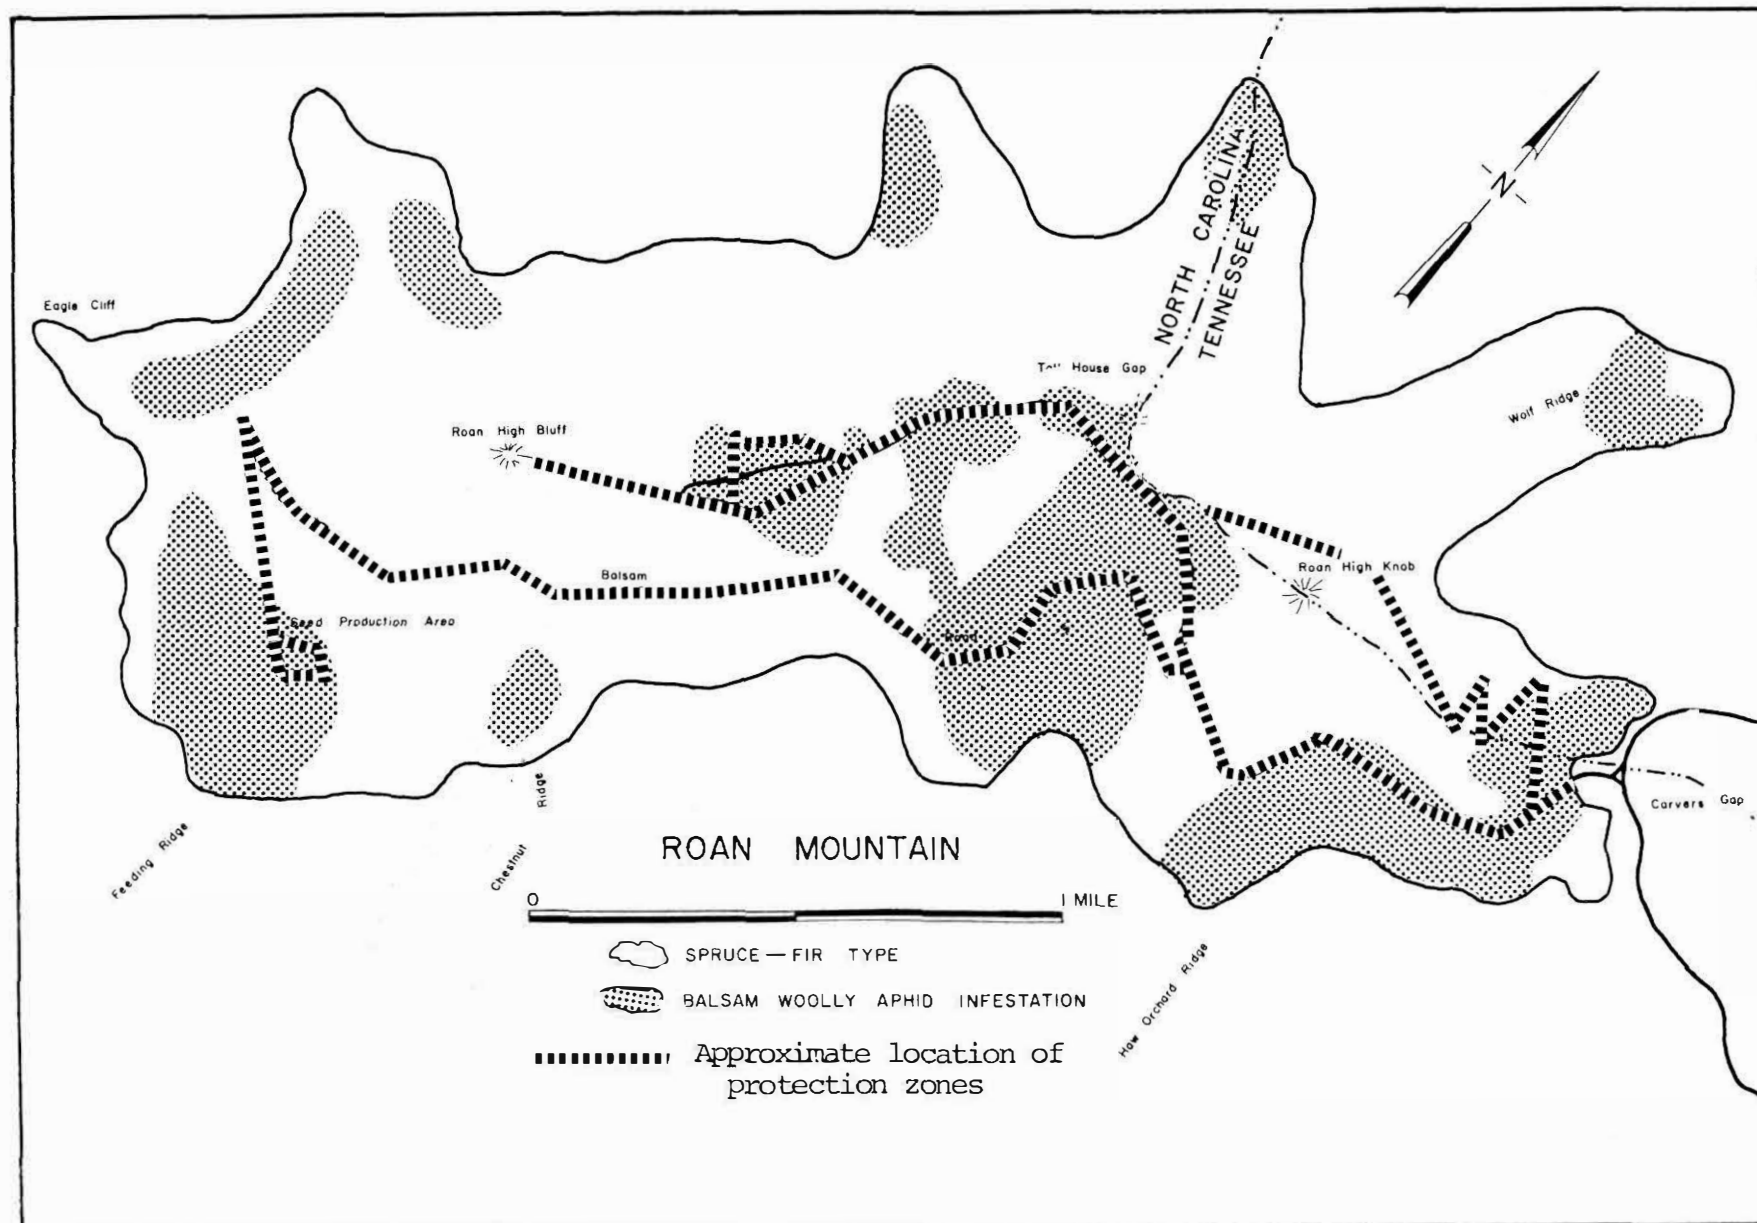 NORTH CAROLINA
TENNESSEE
N
Eagle Cliff
House Gap
Wolf Ridge
Roan High Bluff
Roan High Knob
Balsam
Seed Production Area
Road
Carvers Gap
Feeding Ridge
Chestnut Ridge
ROAN MOUNTAIN
0 1 MILE
SPRUCE—FIR TYPE
BALSAM WOOLLY APHID INFESTATION
Haw Orchard Ridge
Approximate location of
protection zones